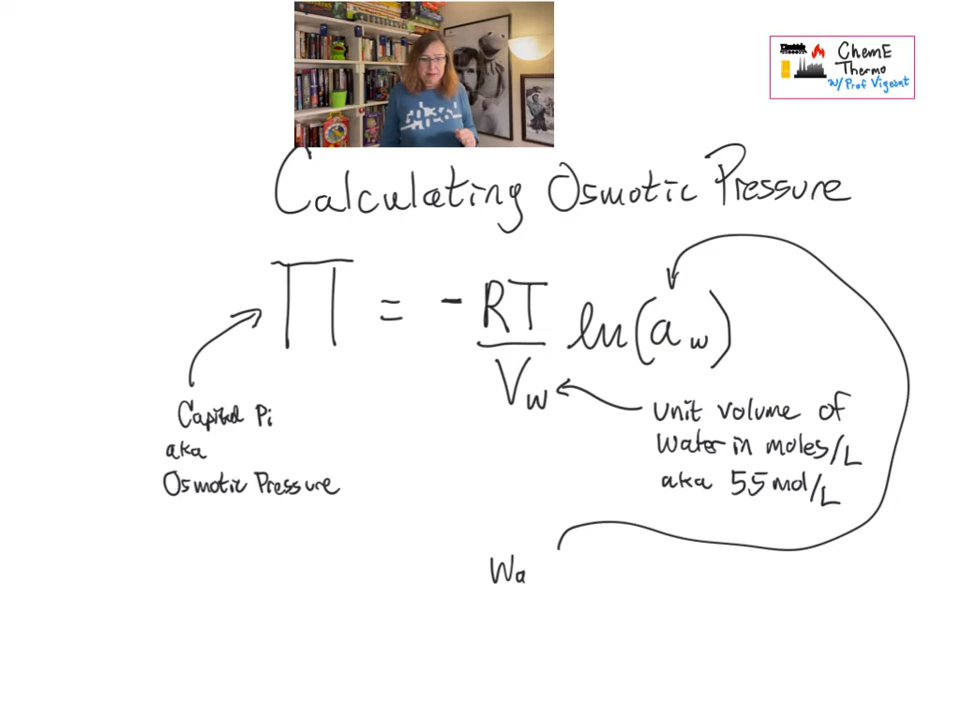 ChemE
Thermo
w/ Prof Vigeant
Calculating Osmotic Pressure
Π = - RT/Vw ln(aw)
Capital Pi
aka
Osmotic Pressure
unit volume of
water in moles/L
aka 55 mol/L
Wa